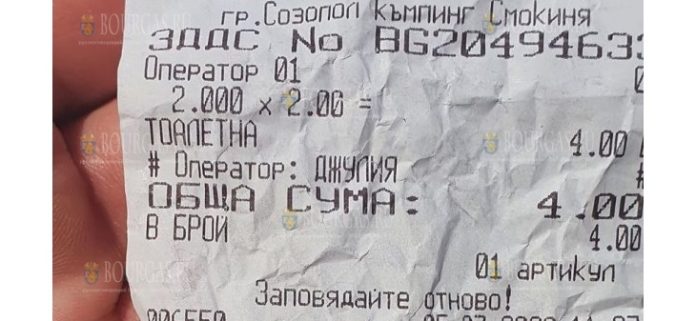 гр.Созопол Къмпинг Смокиня
ЗДДС No BG20494633
Оператор 01
2.000 x 2.00 =
ТОАЛЕТНА 4.00
# Оператор: ДЖУЛИЯ #
ОБЩА СУМА: 4.00
В БРОЙ 4.00
01 артикул
Заповядайте отново!